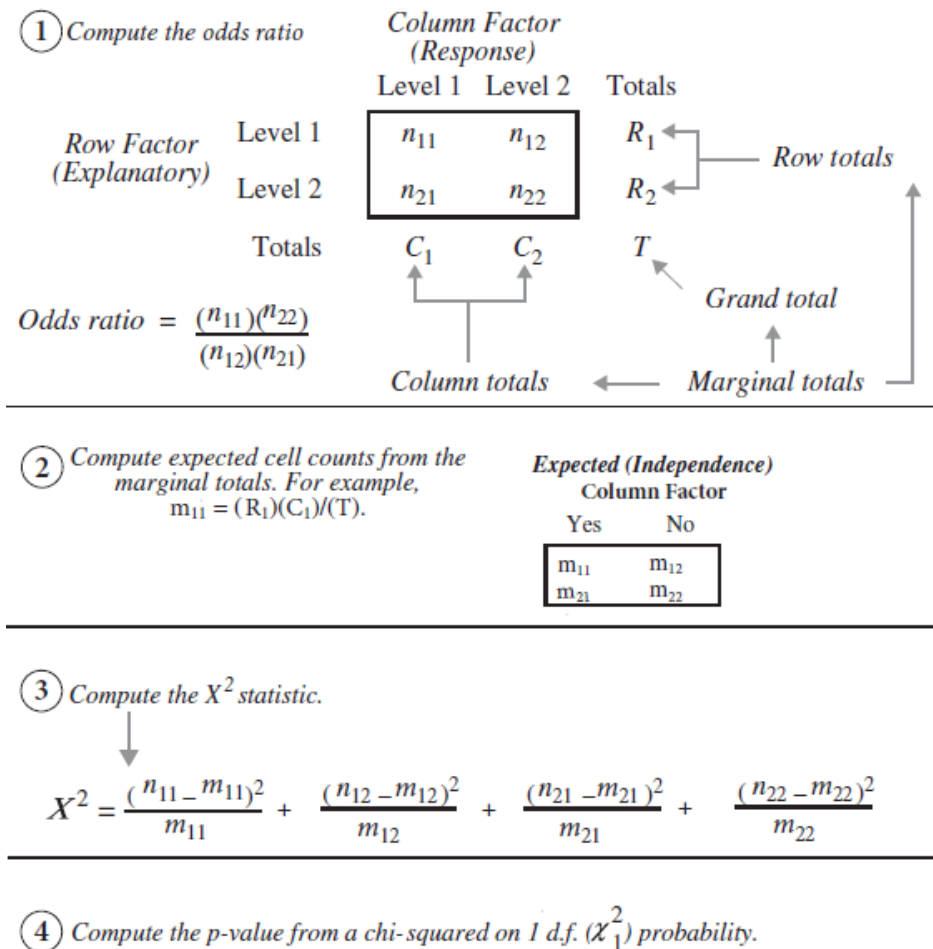 ① Compute the odds ratio
Column Factor
(Response)
Level 1 Level 2 Totals
Row Factor
(Explanatory)
Level 1 n₁₁ n₁₂ R₁
Row totals
Level 2 n₂₁ n₂₂ R₂
Totals C₁ C₂ T
Grand total
Odds ratio = (n₁₁)(n₂₂) / (n₁₂)(n₂₁)
Column totals
Marginal totals
② Compute expected cell counts from the
marginal totals. For example,
m₁₁ = (R₁)(C₁)/(T).
Expected (Independence)
Column Factor
Yes No
m₁₁ m₁₂
m₂₁ m₂₂
③ Compute the X² statistic.
X² = (n₁₁ – m₁₁)² / m₁₁ + (n₁₂ – m₁₂)² / m₁₂ + (n₂₁ – m₂₁)² / m₂₁ + (n₂₂ – m₂₂)² / m₂₂
④ Compute the p-value from a chi-squared on 1 d.f. (χ²₁) probability.